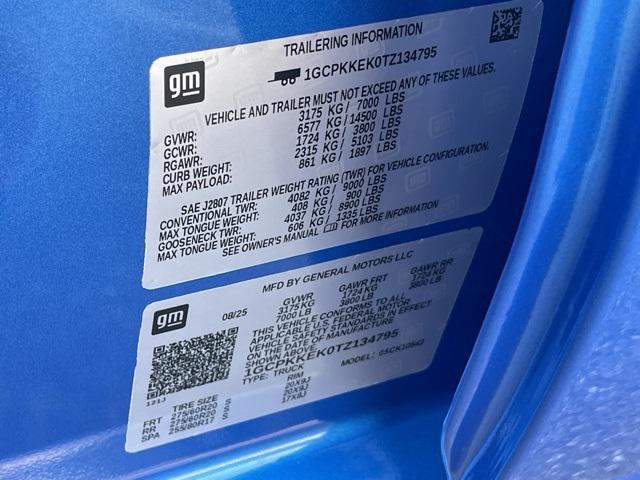 TRAILERING INFORMATION
gm
1GCPKKEK0TZ134795
VEHICLE AND TRAILER MUST NOT EXCEED ANY OF THESE VALUES.
GVWR: 3175 KG / 7000 LBS
GCWR: 6577 KG / 14500 LBS
RGAWR: 1724 KG / 3800 LBS
CURB WEIGHT: 2315 KG / 5103 LBS
MAX PAYLOAD: 861 KG / 1897 LBS
SAE J2807 TRAILER WEIGHT RATING (TWR) FOR VEHICLE CONFIGURATION.
CONVENTIONAL TWR: 4082 KG / 9000 LBS
MAX TONGUE WEIGHT: 408 KG / 900 LBS
GOOSENECK TWR: 4037 KG / 8900 LBS
MAX TONGUE WEIGHT: 606 KG / 1335 LBS
SEE OWNER'S MANUAL FOR MORE INFORMATION
MFD BY GENERAL MOTORS LLC
gm
08/25
GVWR GAWR FRT GAWR RR
3175 KG 1724 KG 1724 KG
7000 LB 3800 LB 3800 LB
THIS VEHICLE CONFORMS TO ALL
APPLICABLE U.S. FEDERAL MOTOR
VEHICLE SAFETY STANDARDS IN EFFECT
ON THE DATE OF MANUFACTURE
SHOWN ABOVE.
1GCPKKEK0TZ134795
TYPE: TRUCK MODEL:
121J
TIRE SIZE RIM
FRT 275/60R20 S 20X9J
RR 275/60R20 S 20X9J
SPA 255/80R17 S 17X8J